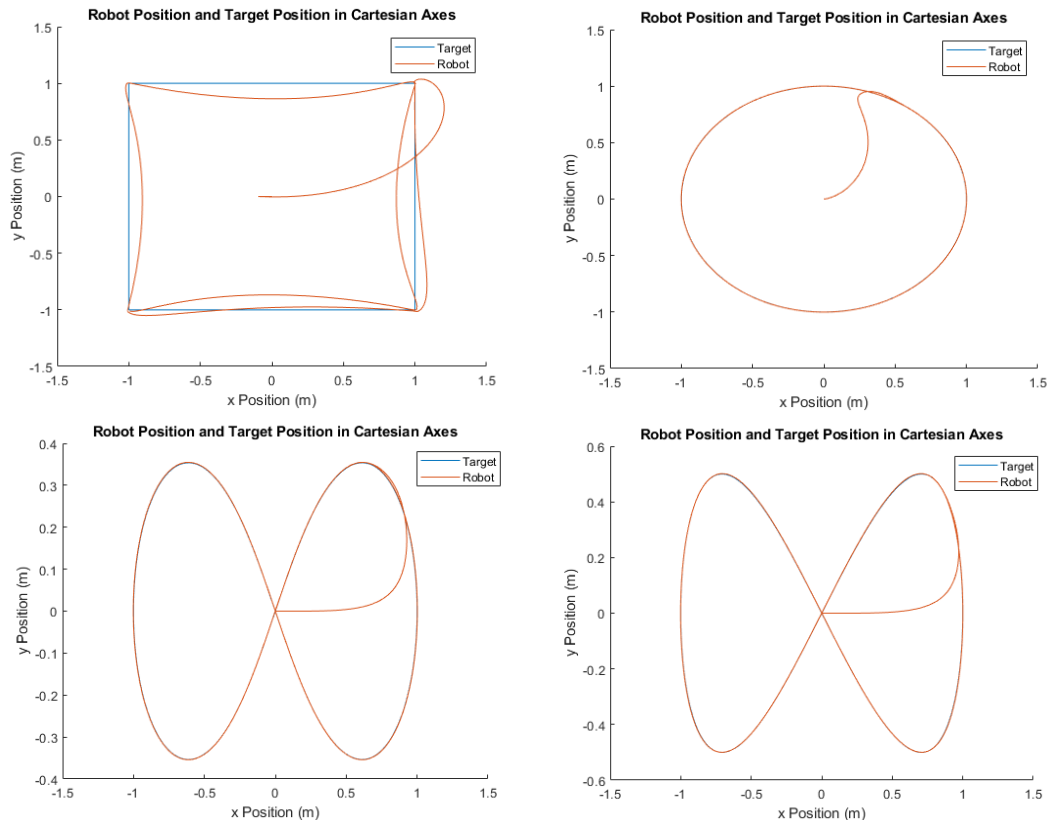 Robot Position and Target Position in Cartesian Axes
1.5
1
0.5
0
-0.5
-1
-1.5
y Position (m)
Target
Robot
-1.5 -1 -0.5 0 0.5 1 1.5
x Position (m)
Robot Position and Target Position in Cartesian Axes
1.5
1
0.5
0
-0.5
-1
-1.5
y Position (m)
Target
Robot
-1.5 -1 -0.5 0 0.5 1 1.5
x Position (m)
Robot Position and Target Position in Cartesian Axes
0.4
0.3
0.2
0.1
0
-0.1
-0.2
-0.3
-0.4
y Position (m)
Target
Robot
-1.5 -1 -0.5 0 0.5 1 1.5
x Position (m)
Robot Position and Target Position in Cartesian Axes
0.6
0.4
0.2
0
-0.2
-0.4
-0.6
y Position (m)
Target
Robot
-1.5 -1 -0.5 0 0.5 1 1.5
x Position (m)